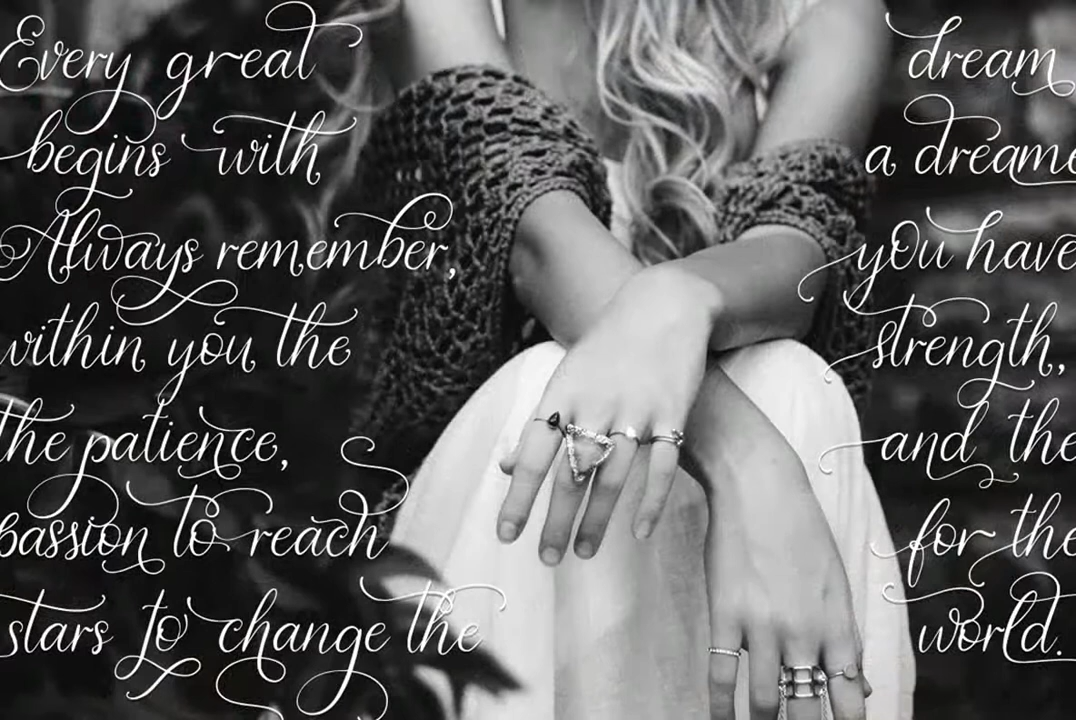 Every great dream
begins with a dreame
Always remember, you have
within you the strength,
the patience, and the
passion to reach for the
stars to change the world.